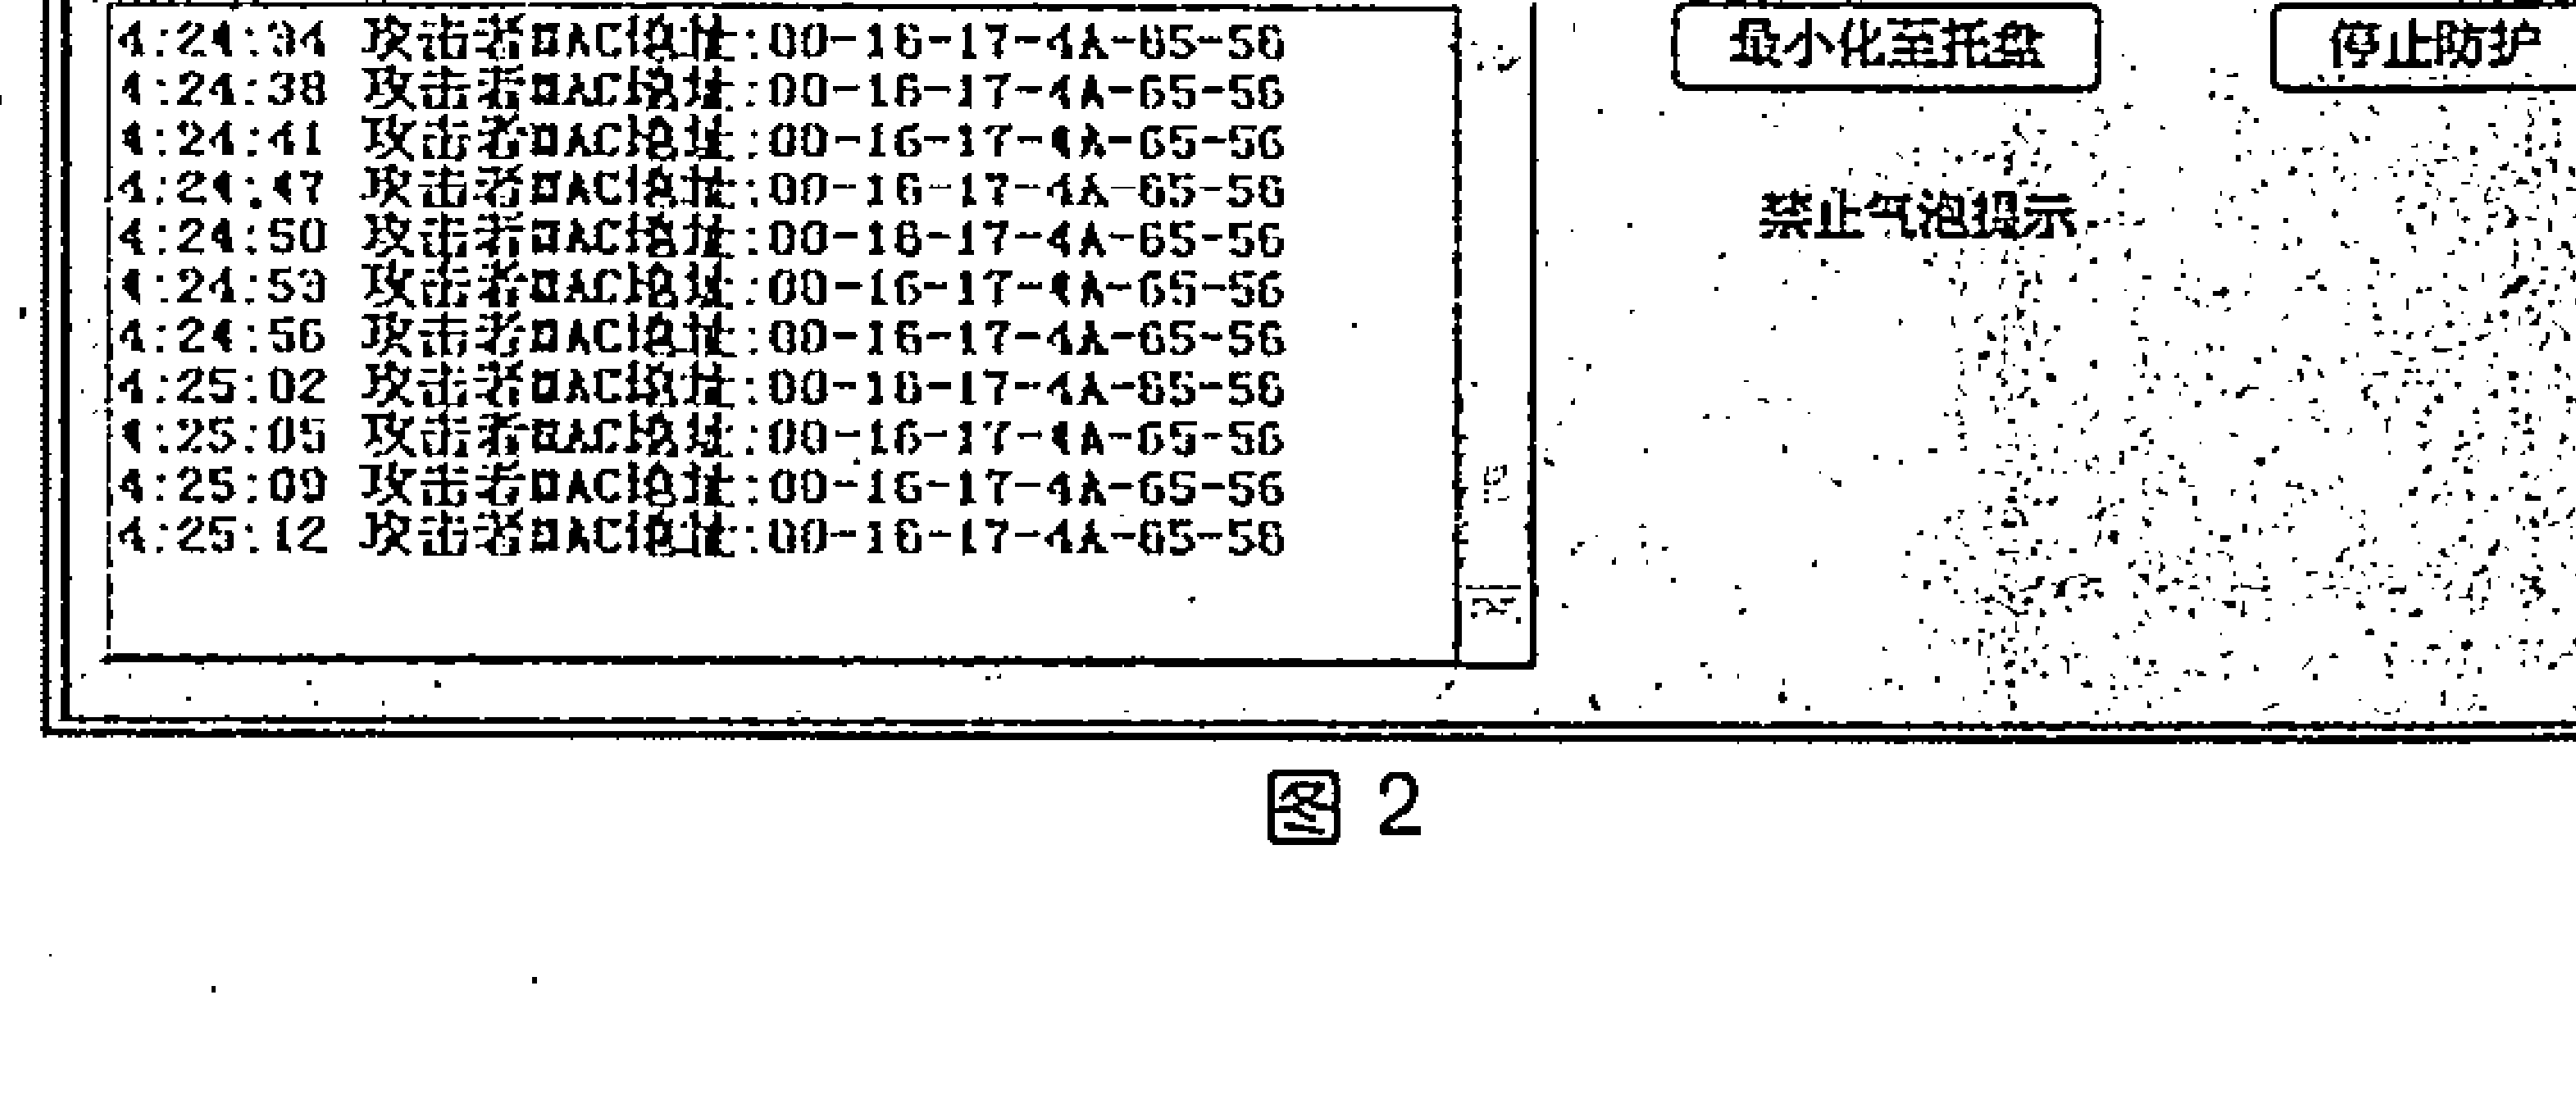 4:24:34 攻击者MAC地址:00-16-17-4A-65-56
4:24:38 攻击者MAC地址:00-16-17-4A-65-56
4:24:41 攻击者MAC地址:00-16-17-4A-65-56
4:24:47 攻击者MAC地址:00-16-17-4A-65-56
4:24:50 攻击者MAC地址:00-16-17-4A-65-56
4:24:53 攻击者MAC地址:00-16-17-4A-65-56
4:24:56 攻击者MAC地址:00-16-17-4A-65-56
4:25:02 攻击者MAC地址:00-16-17-4A-65-56
4:25:05 攻击者MAC地址:00-16-17-4A-65-56
4:25:09 攻击者MAC地址:00-16-17-4A-65-56
4:25:12 攻击者MAC地址:00-16-17-4A-65-56
最小化至托盘
停止防护
禁止气泡提示
图 2